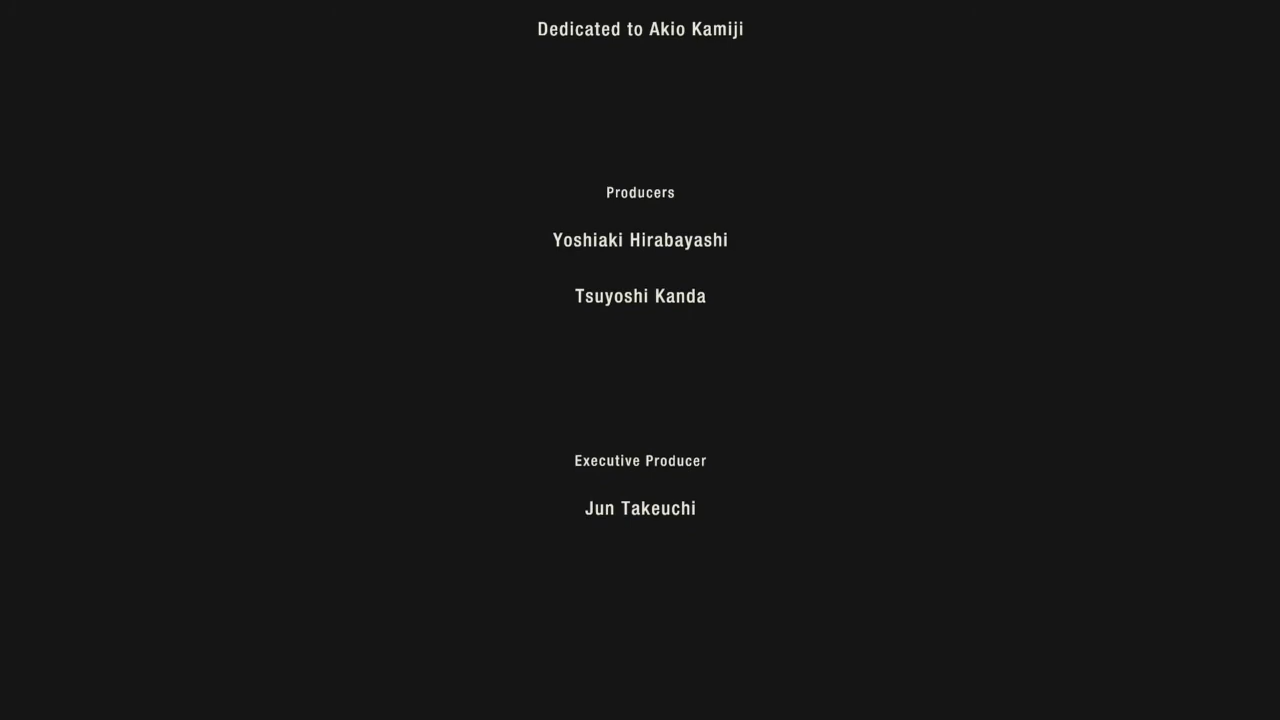 Dedicated to Akio Kamiji
Producers
Yoshiaki Hirabayashi
Tsuyoshi Kanda
Executive Producer
Jun Takeuchi